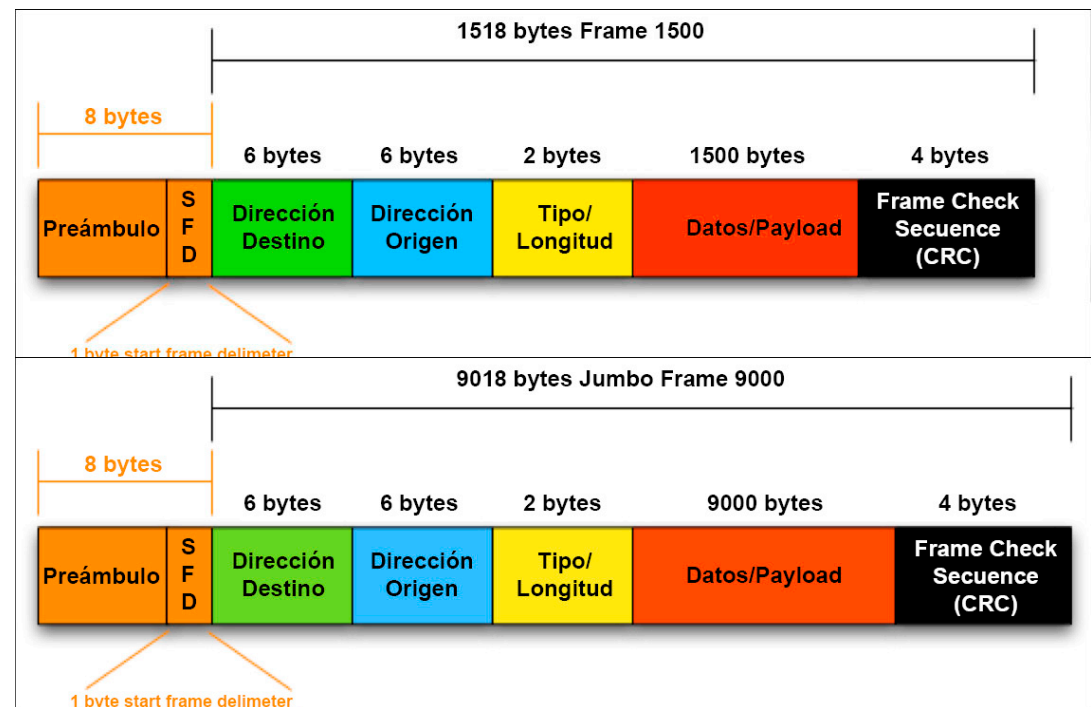 1518 bytes Frame 1500
8 bytes
6 bytes
6 bytes
2 bytes
1500 bytes
4 bytes
Preámbulo
S
F
D
Dirección
Destino
Dirección
Origen
Tipo/
Longitud
Datos/Payload
Frame Check
Secuence
(CRC)
1 byte start frame delimeter
9018 bytes Jumbo Frame 9000
8 bytes
6 bytes
6 bytes
2 bytes
9000 bytes
4 bytes
Preámbulo
S
F
D
Dirección
Destino
Dirección
Origen
Tipo/
Longitud
Datos/Payload
Frame Check
Secuence
(CRC)
1 byte start frame delimeter